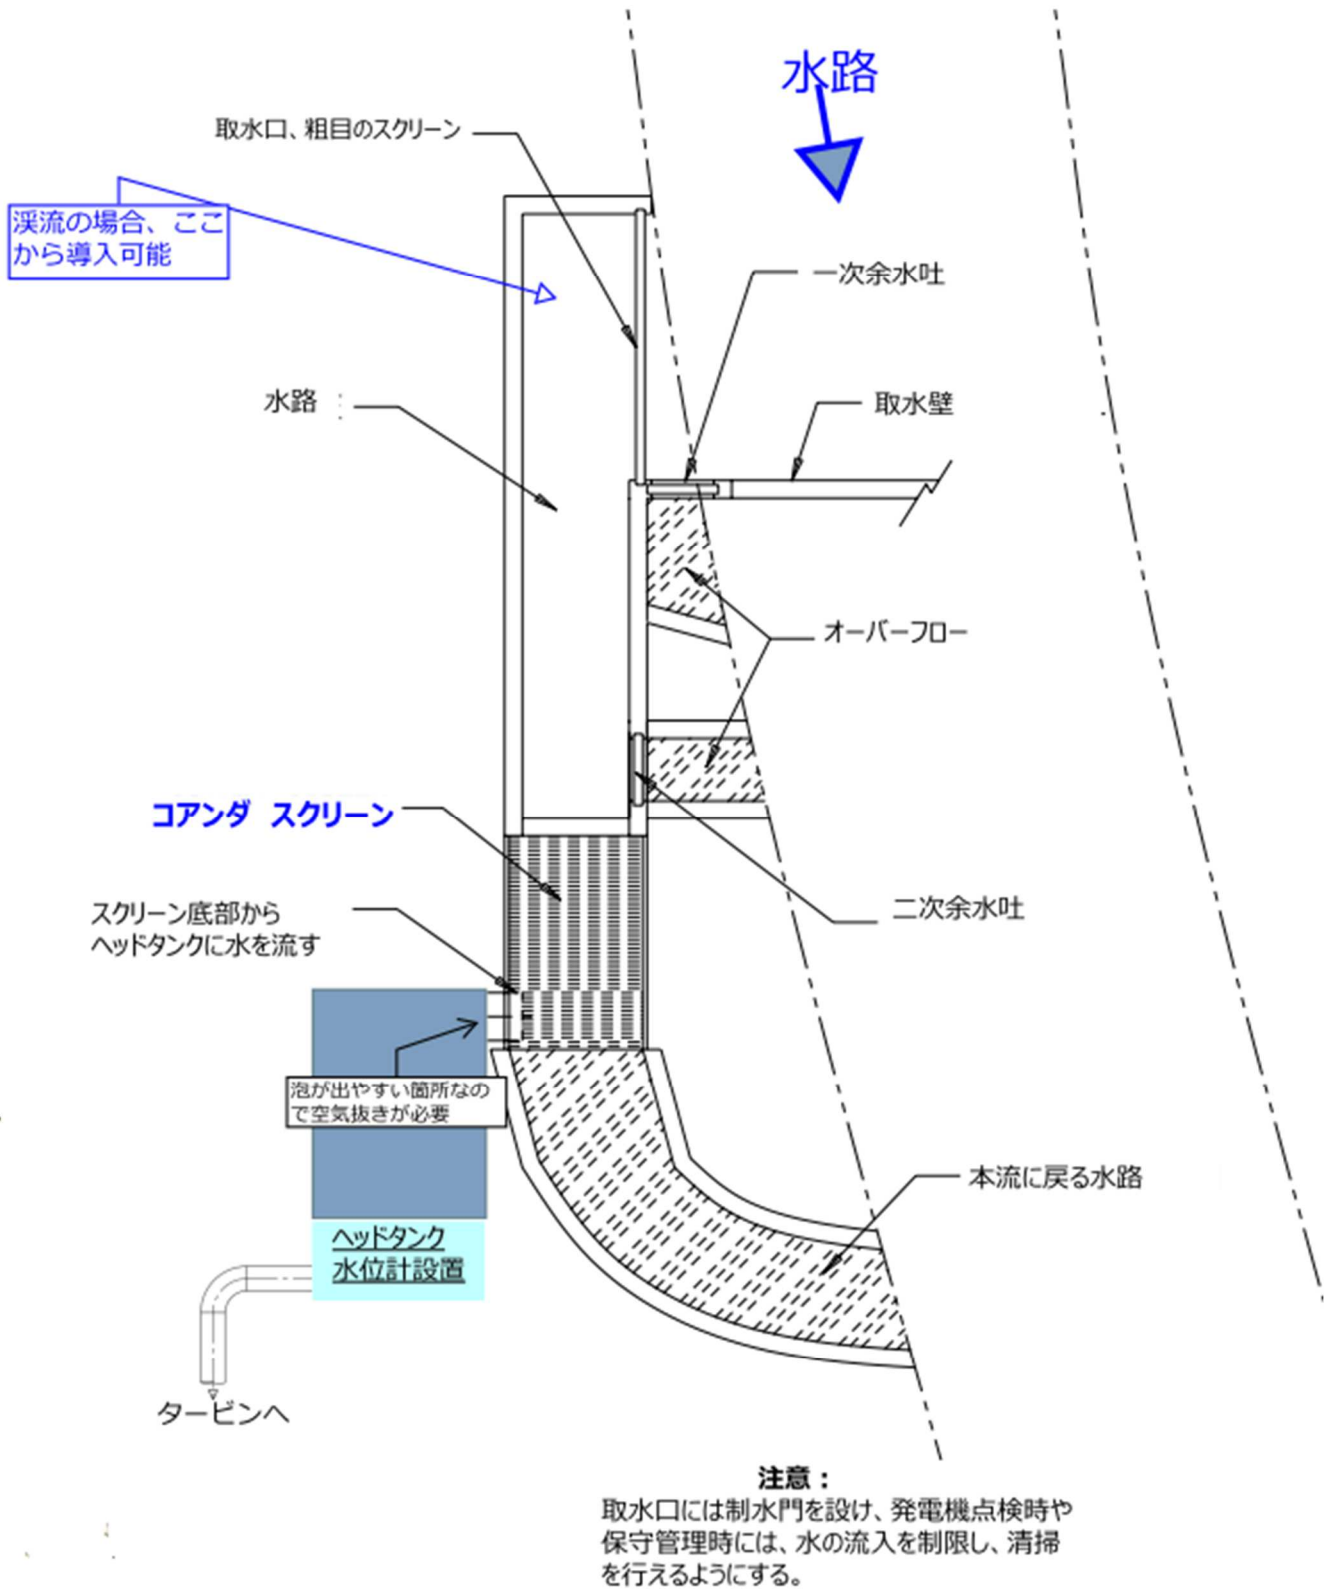 水路
取水口、粗目のスクリーン
渓流の場合、ここ
から導入可能
一次余水吐
水路 :
取水壁
オーバーフロー
コアンダ スクリーン
二次余水吐
スクリーン底部から
ヘッドタンクに水を流す
泡が出やすい箇所なの
で空気抜きが必要
本流に戻る水路
ヘッドタンク
水位計設置
タービンへ
注意：
取水口には制水門を設け、発電機点検時や
保守管理時には、水の流入を制限し、清掃
を行えるようにする。